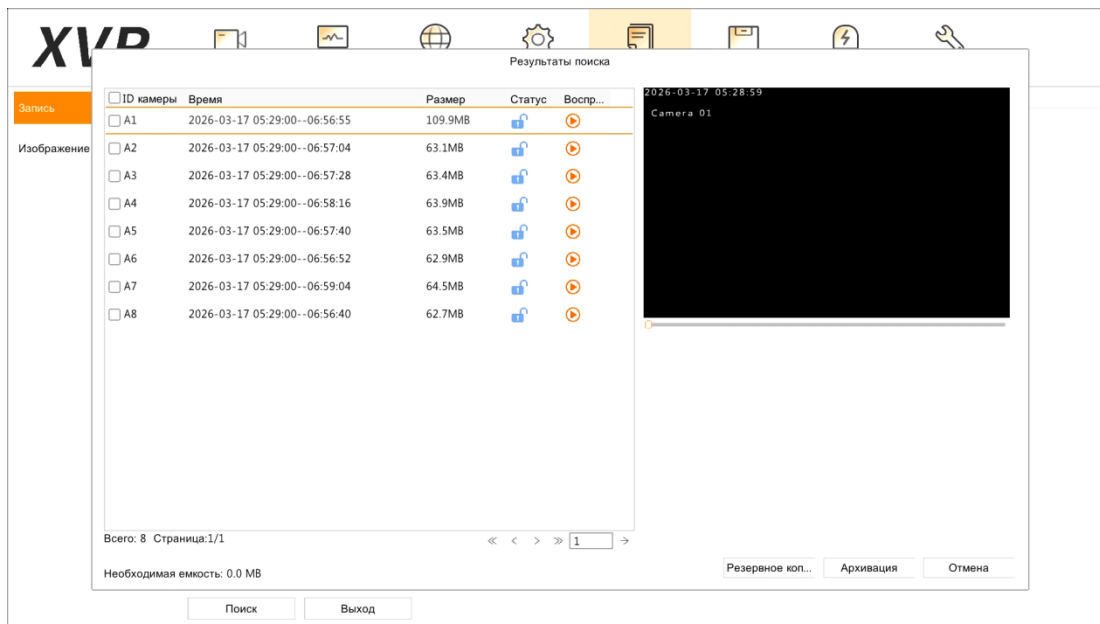 XVR
Результаты поиска
Запись
Изображение
ID камеры Время Размер Статус Воспр...
A1 2026-03-17 05:29:00--06:56:55 109.9MB
A2 2026-03-17 05:29:00--06:57:04 63.1MB
A3 2026-03-17 05:29:00--06:57:28 63.4MB
A4 2026-03-17 05:29:00--06:58:16 63.9MB
A5 2026-03-17 05:29:00--06:57:40 63.5MB
A6 2026-03-17 05:29:00--06:56:52 62.9MB
A7 2026-03-17 05:29:00--06:59:04 64.5MB
A8 2026-03-17 05:29:00--06:56:40 62.7MB
2026-03-17 05:28:59
Camera 01
Всего: 8 Страница:1/1
1
Необходимая емкость: 0.0 MB
Резервное коп... Архивация Отмена
Поиск Выход